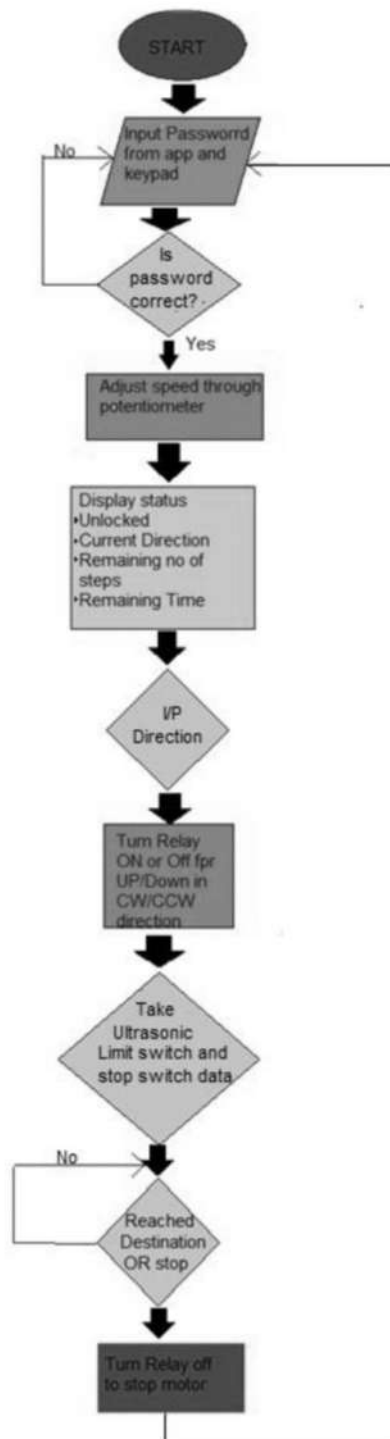 START
Input Passworrd
from app and
keypad
No
Is
password
correct?
Yes
Adjust speed through
potentiometer
Display status
•Unlocked
•Current Direction
•Remaining no of
steps
•Remaining Time
I/P
Direction
Turn Relay
ON or Off fpr
UP/Down in
CW/CCW
direction
Take
Ultrasonic
Limit switch and
stop switch data
No
Reached
Destination
OR stop
Turn Relay off
to stop motor